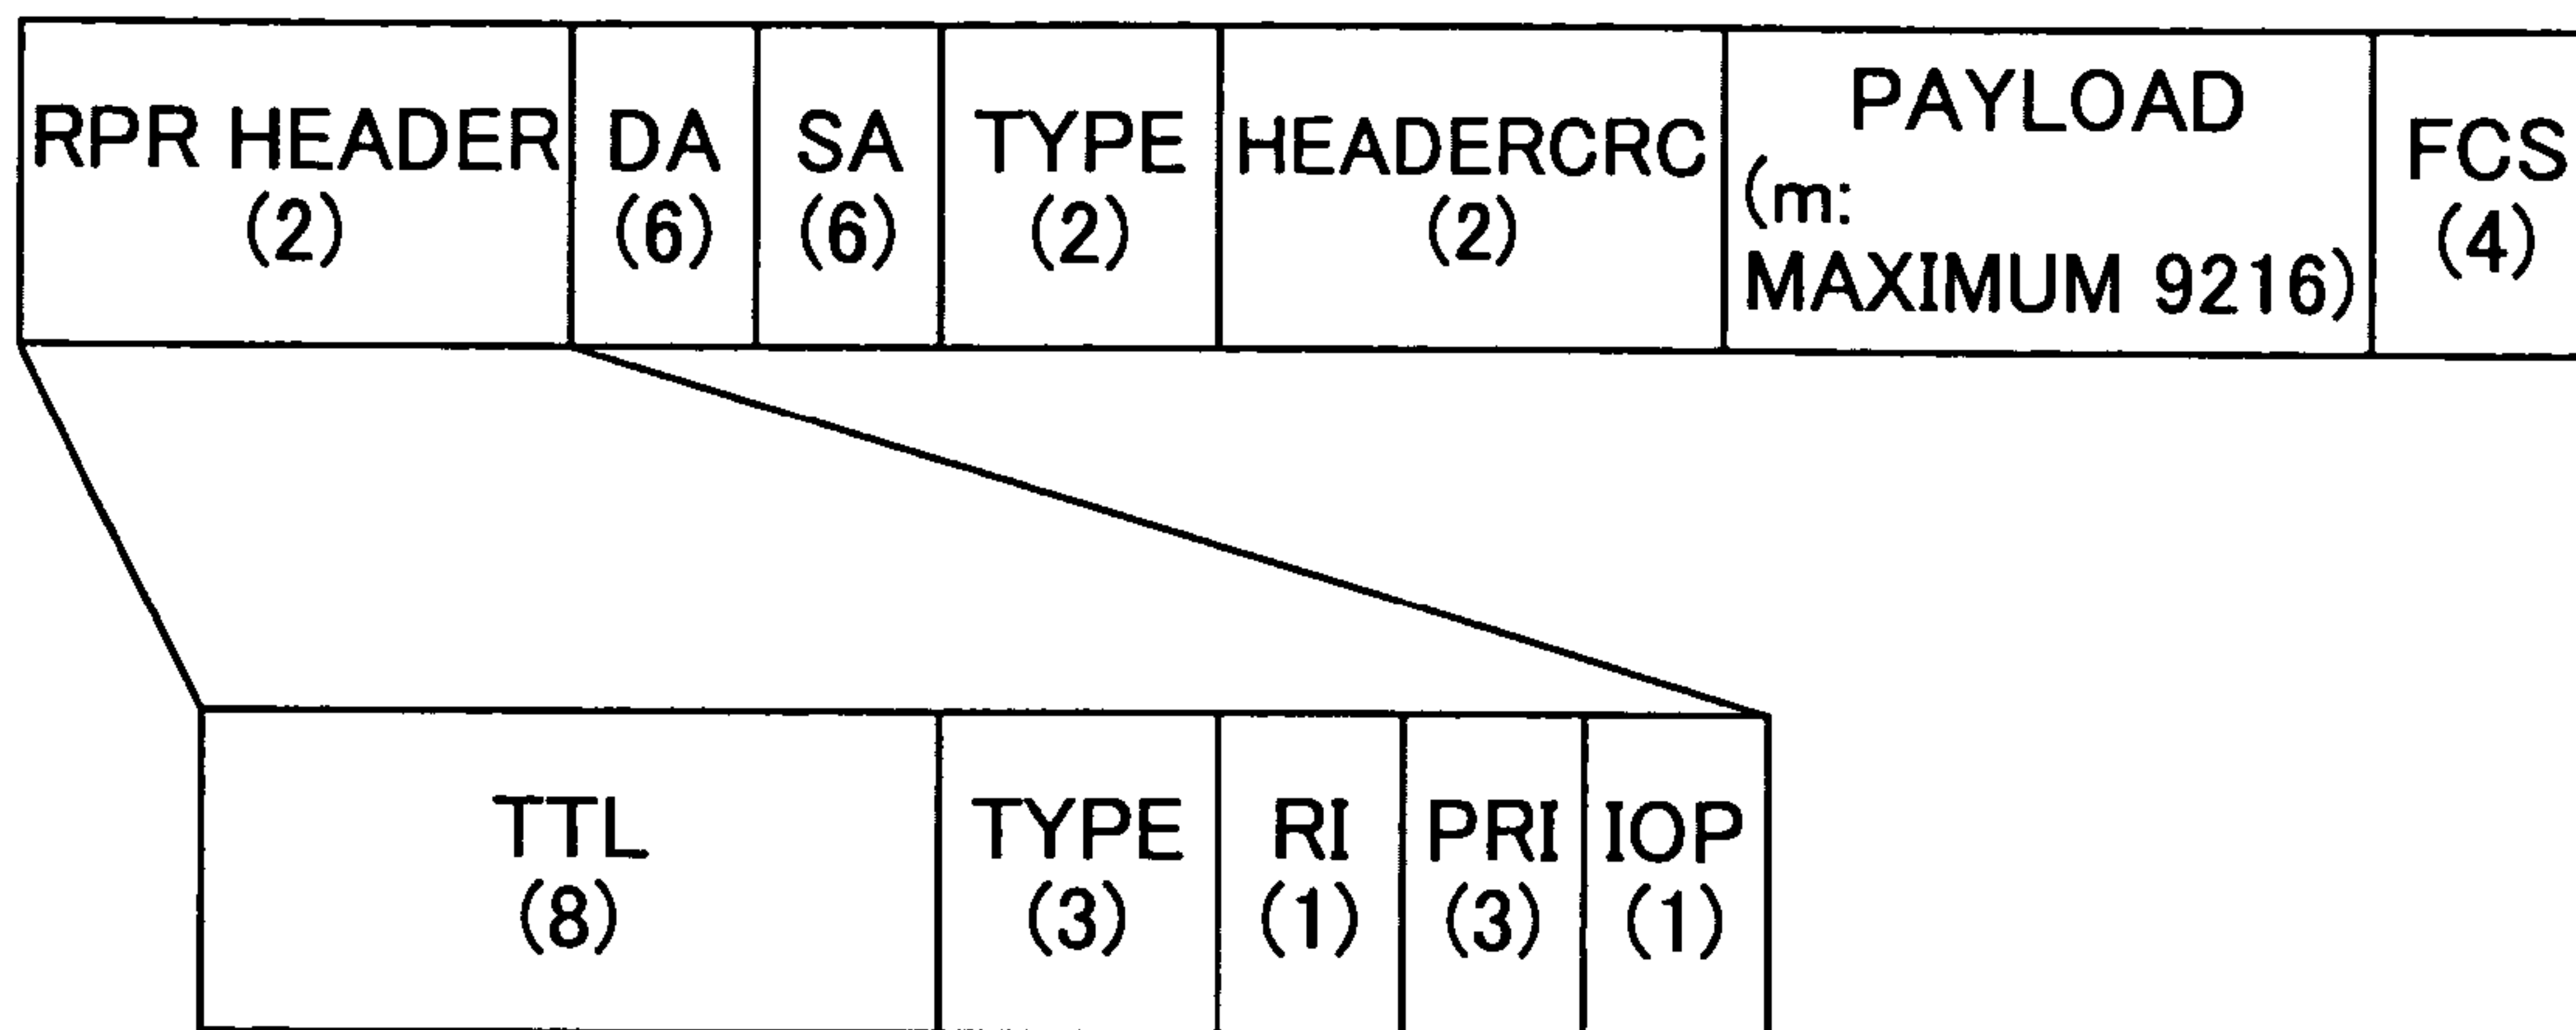 RPR HEADER
(2)
DA
(6)
SA
(6)
TYPE
(2)
HEADERCRC
(2)
PAYLOAD
(m:
MAXIMUM 9216)
FCS
(4)
TTL
(8)
TYPE
(3)
RI
(1)
PRI
(3)
IOP
(1)